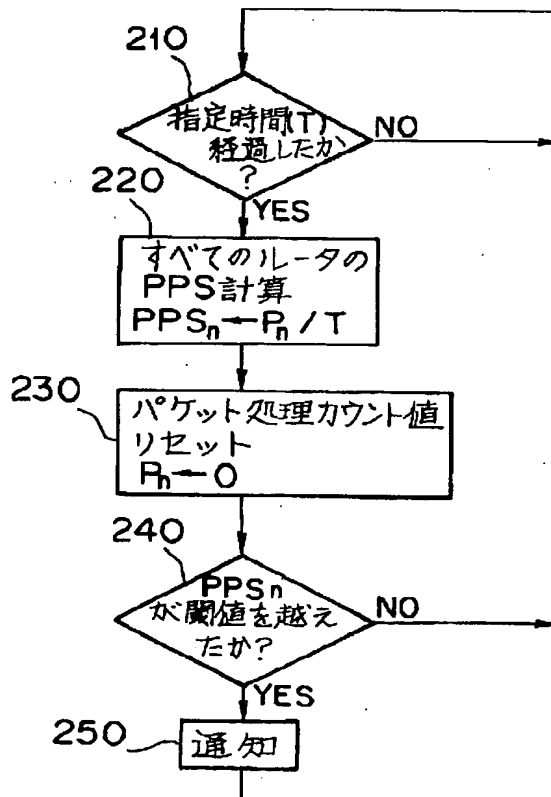 210
指定時間(T)
経過したか
?
NO
YES
220
すべてのルータの
PPS計算
PPSn←Pn/T
230
パケット処理カウント値
リセット
Pn←0
240
PPSn
が閾値を越え
たか?
NO
YES
250
通知